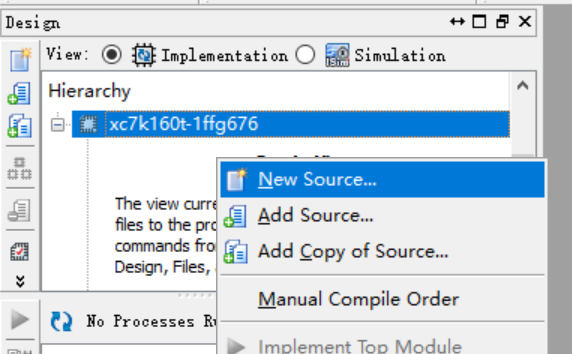 Design
View: Implementation Simulation
Hierarchy
xc7k160t-1ffg676
The view curre
files to the pro
commands fro
Design, Files,
New Source...
Add Source...
Add Copy of Source...
Manual Compile Order
Implement Top Module
No Processes Ru